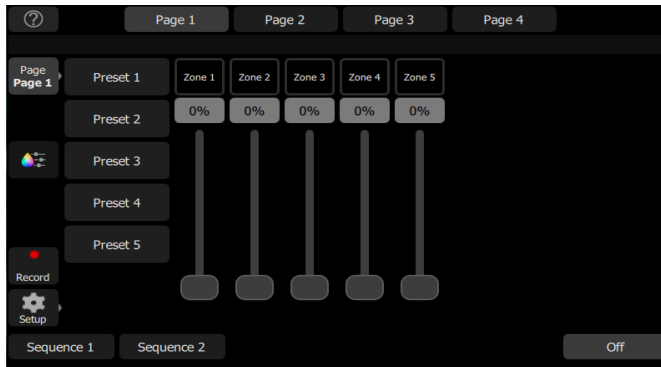 ?
Page 1 Page 2 Page 3 Page 4
Page
Page 1
Preset 1
Preset 2
Preset 3
Preset 4
Preset 5
Zone 1 Zone 2 Zone 3 Zone 4 Zone 5
0% 0% 0% 0% 0%
Record
Setup
Sequence 1 Sequence 2 Off